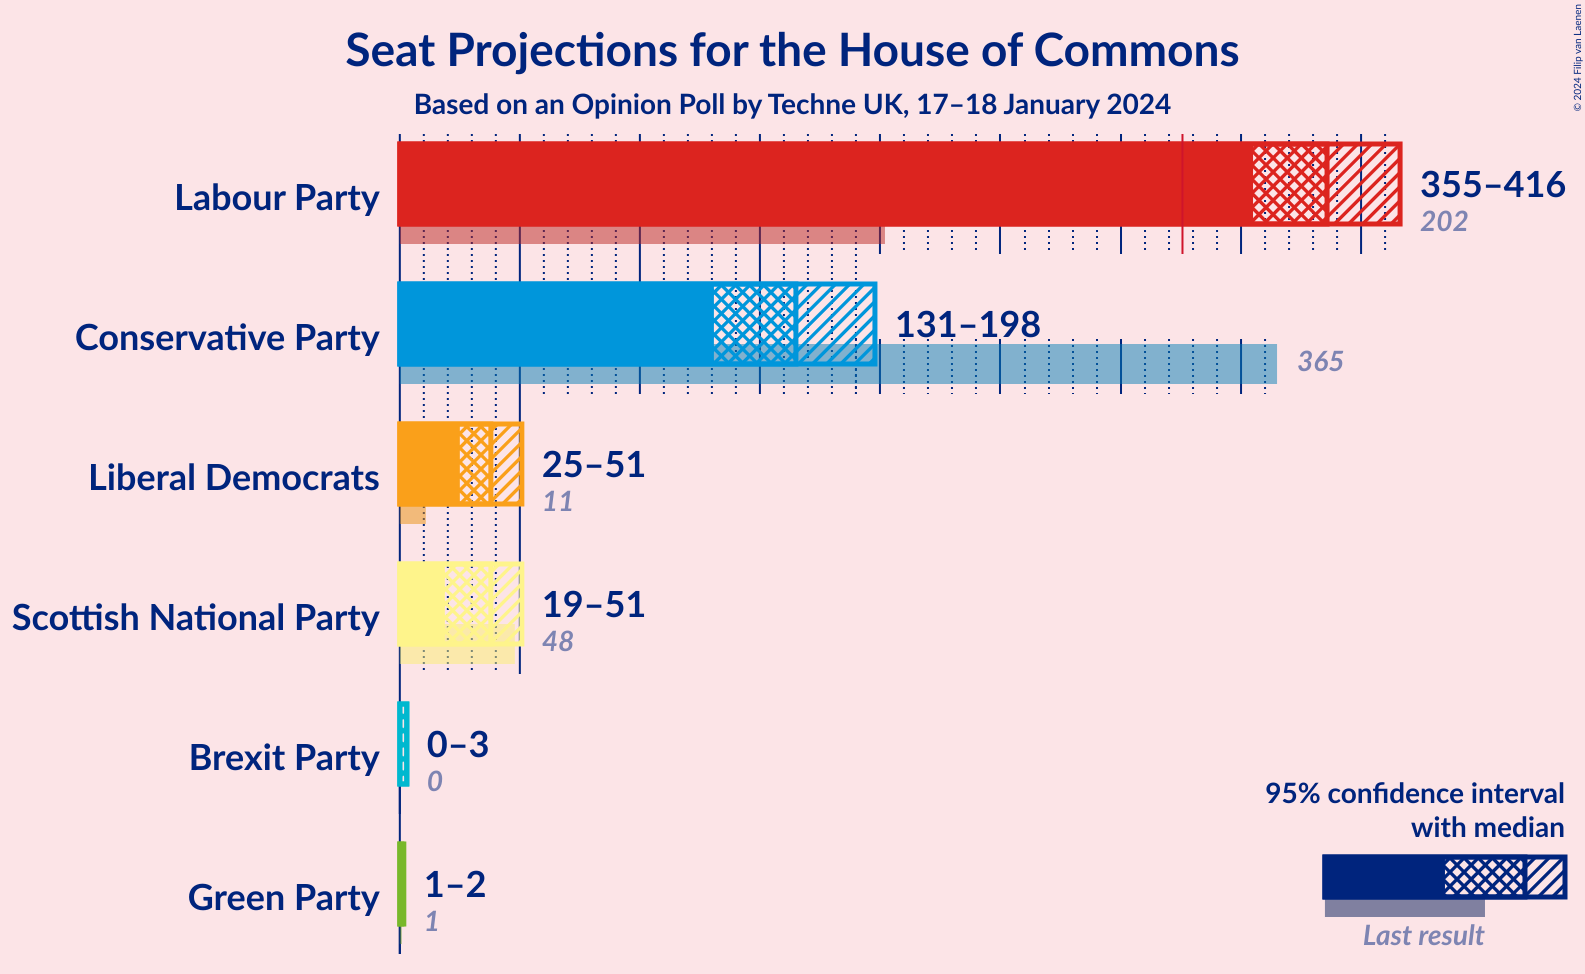 Seat Projections for the House of Commons
Based on an Opinion Poll by Techne UK, 17–18 January 2024
© 2024 Filip van Laenen
Labour Party
355–416
202
Conservative Party
131–198
365
Liberal Democrats
25–51
11
Scottish National Party
19–51
48
Brexit Party
0–3
0
Green Party
1–2
1
95% confidence interval
with median
Last result